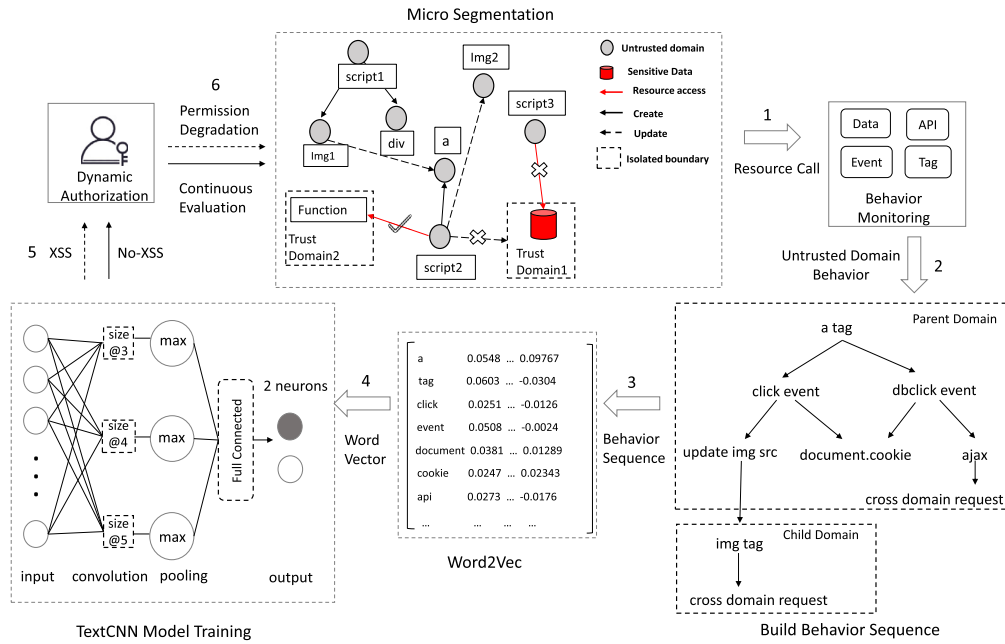 Micro Segmentation
script1
Img1
div
a
Img2
script3
Function
Trust
Domain2
script2
Trust
Domain1
Untrusted domain
Sensitive Data
Resource access
Create
Update
Isolated boundary
1
Resource Call
Data
API
Event
Tag
Behavior
Monitoring
Untrusted Domain
Behavior
2
Parent Domain
a tag
click event
dbclick event
update img src
document.cookie
ajax
cross domain request
Child Domain
img tag
cross domain request
Build Behavior Sequence
3
Behavior
Sequence
a 0.0548 ... 0.09767
tag 0.0603 ... -0.0304
click 0.0251 ... -0.0126
event 0.0508 ... -0.0024
document 0.0381 ... 0.01289
cookie 0.0247 ... 0.02343
api 0.0273 ... -0.0176
... ... ... ...
Word2Vec
4
Word
Vector
size
@3
size
@4
size
@5
max
max
max
Full Connected
2 neurons
input
convolution
pooling
output
TextCNN Model Training
5
XSS
No-XSS
Dynamic
Authorization
6
Permission
Degradation
Continuous
Evaluation